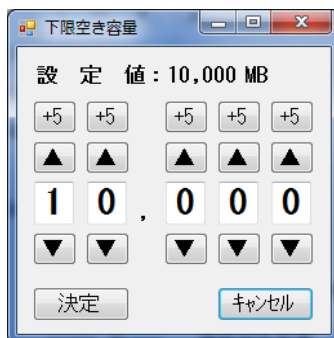 下限空き容量
設 定 値：10,000 MB
+5 +5 +5 +5 +5
▲ ▲ ▲ ▲ ▲
1 0 , 0 0 0
▼ ▼ ▼ ▼ ▼
決定 キャンセル